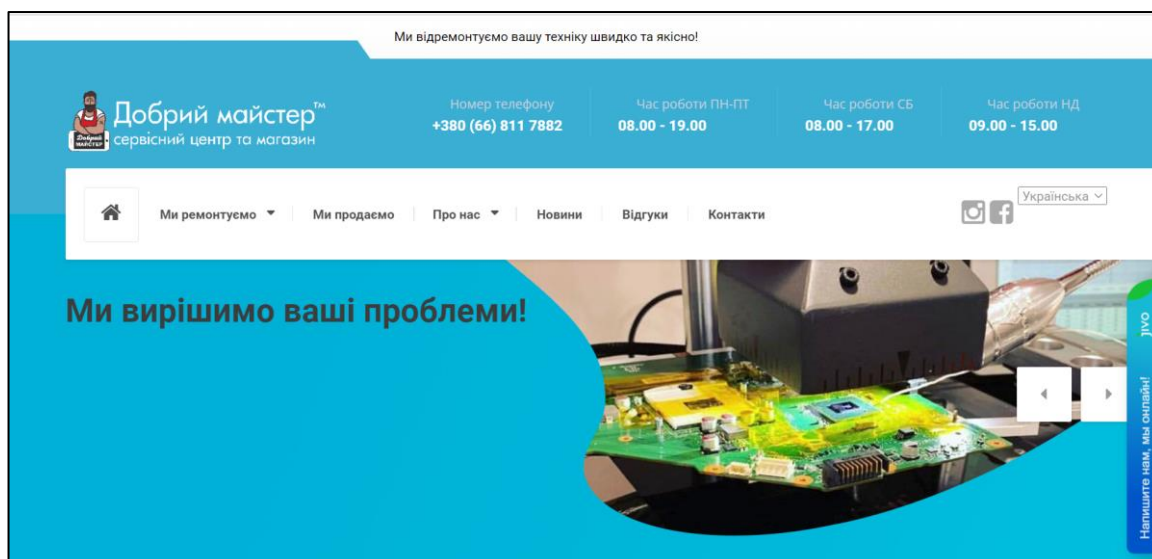 Ми відремонтуємо вашу техніку швидко та якісно!
Добрий майстер™
сервісний центр та магазин
Добрий
МАЙСТЕР
Номер телефону
+380 (66) 811 7882
Час роботи ПН-ПТ
08.00 - 19.00
Час роботи СБ
08.00 - 17.00
Час роботи НД
09.00 - 15.00
Ми ремонтуємо
Ми продаємо
Про нас
Новини
Відгуки
Контакти
Українська
Ми вирішимо ваші проблеми!
Напишите нам, мы онлайн!
jivo